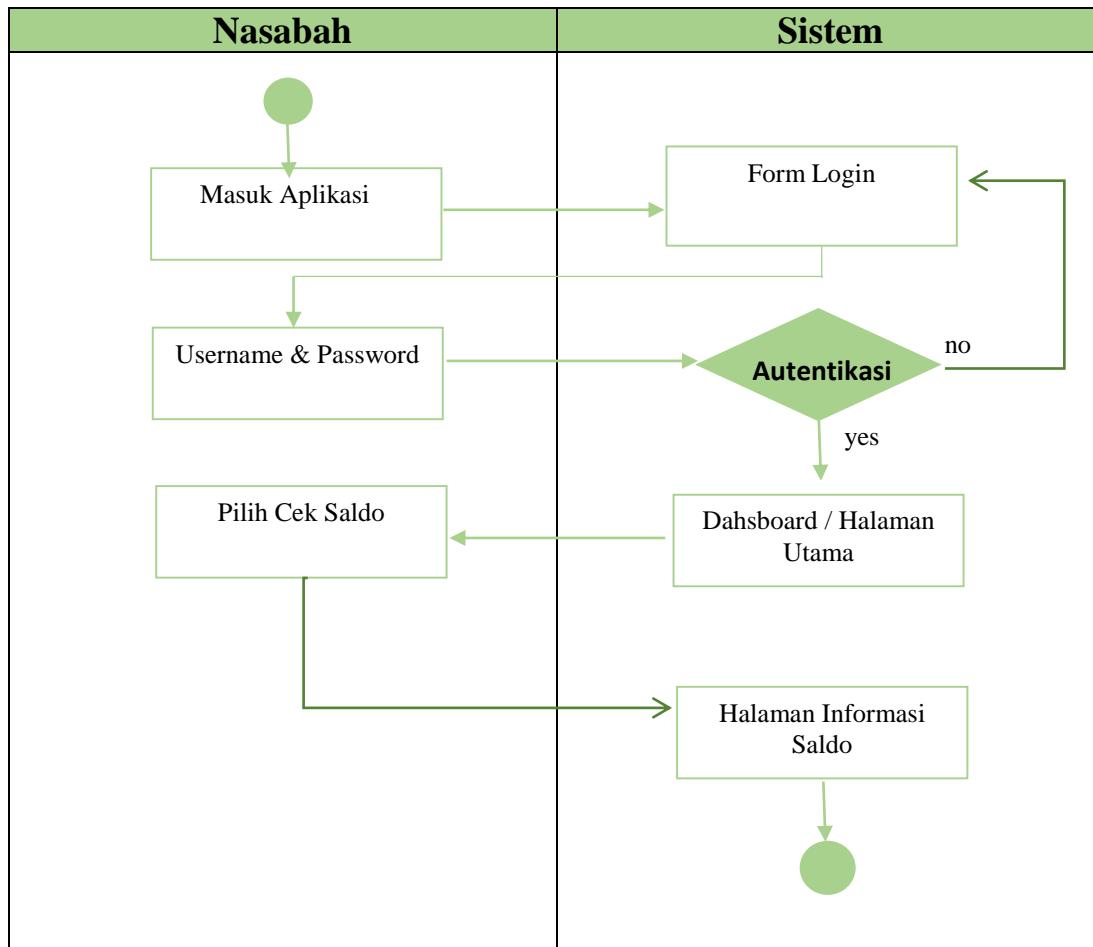 Nasabah
Sistem
Masuk Aplikasi
Form Login
Username & Password
Autentikasi
no
yes
Pilih Cek Saldo
Dahsboard / Halaman
Utama
Halaman Informasi
Saldo